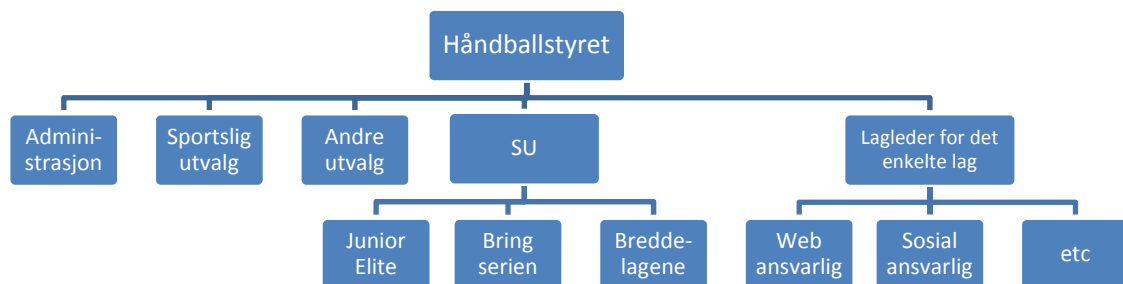 Håndballstyret
Admini-
strasjon
Sportslig
utvalg
Andre
utvalg
SU
Lagleder for det
enkelte lag
Junior
Elite
Bring
serien
Bredde-
lagene
Web
ansvarlig
Sosial
ansvarlig
etc